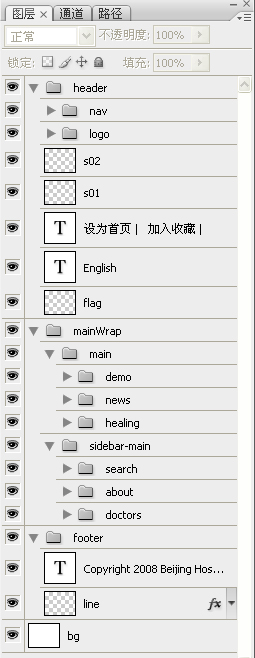 图层 × 通道 路径
正常 不透明度: 100%
锁定: 填充: 100%
header
nav
logo
s02
s01
T 设为首页 | 加入收藏 |
T English
flag
mainWrap
main
demo
news
healing
sidebar-main
search
about
doctors
footer
T Copyright 2008 Beijing Hos...
line fx
bg